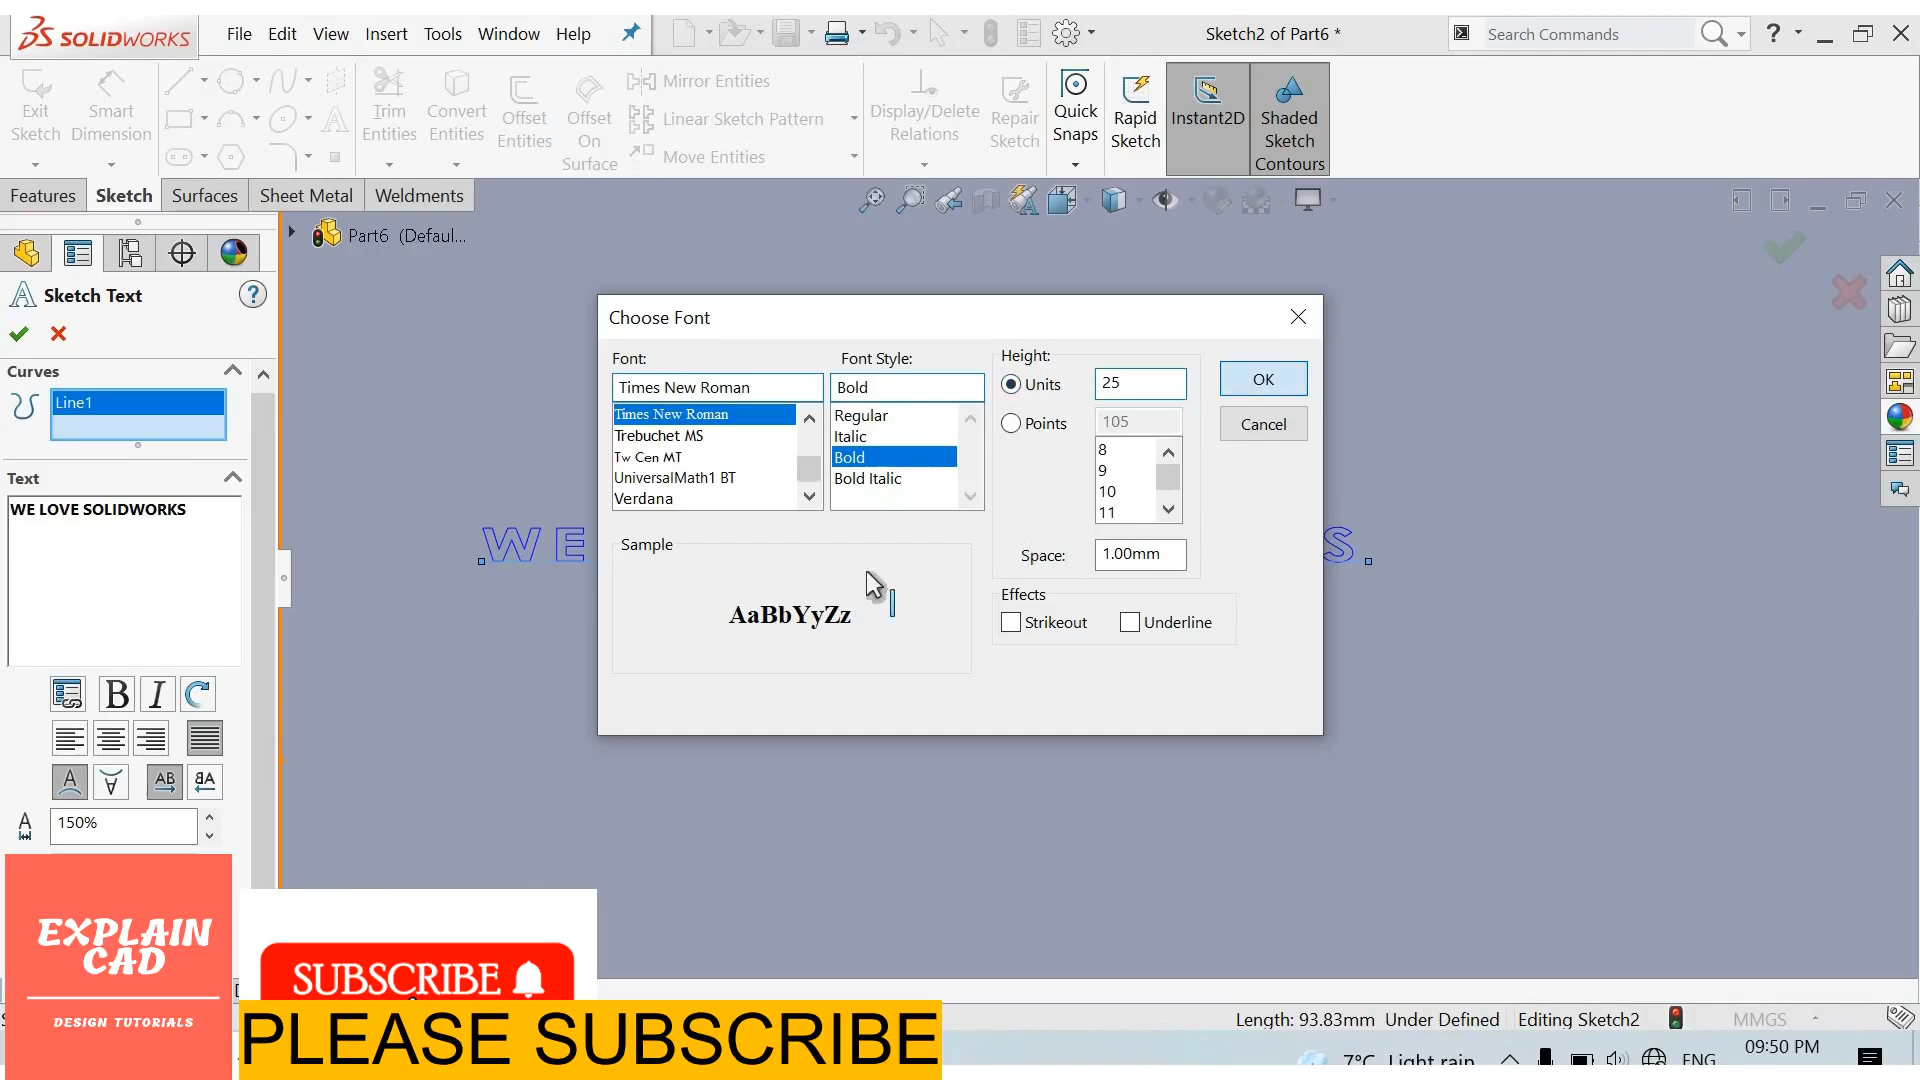 SOLIDWORKS File Edit View Insert Tools Window Help Sketch2 of Part6 * Search Commands ?
Exit Sketch Smart Dimension Trim Entities Convert Entities Offset Entities Offset On Surface Mirror Entities Linear Sketch Pattern Move Entities Display/Delete Relations Repair Sketch Quick Snaps Rapid Sketch Instant2D Shaded Sketch Contours
Features Sketch Surfaces Sheet Metal Weldments
Part6 (Defaul...
Sketch Text ?
Curves
Line1
Text
WE LOVE SOLIDWORKS
B I
AB BA
150%
W E S
Choose Font
Font: Font Style: Height:
Times New Roman Bold Units 25 OK
Times New Roman Regular Points 105 Cancel
Trebuchet MS Italic 8
Tw Cen MT Bold 9
UniversalMath1 BT Bold Italic 10
Verdana 11
Sample Space: 1.00mm
AaBbYyZz
Effects
Strikeout Underline
EXPLAIN
CAD
DESIGN TUTORIALS
SUBSCRIBE
PLEASE SUBSCRIBE
Length: 93.83mm Under Defined Editing Sketch2 MMGS
7°C Light rain ENG 09:50 PM